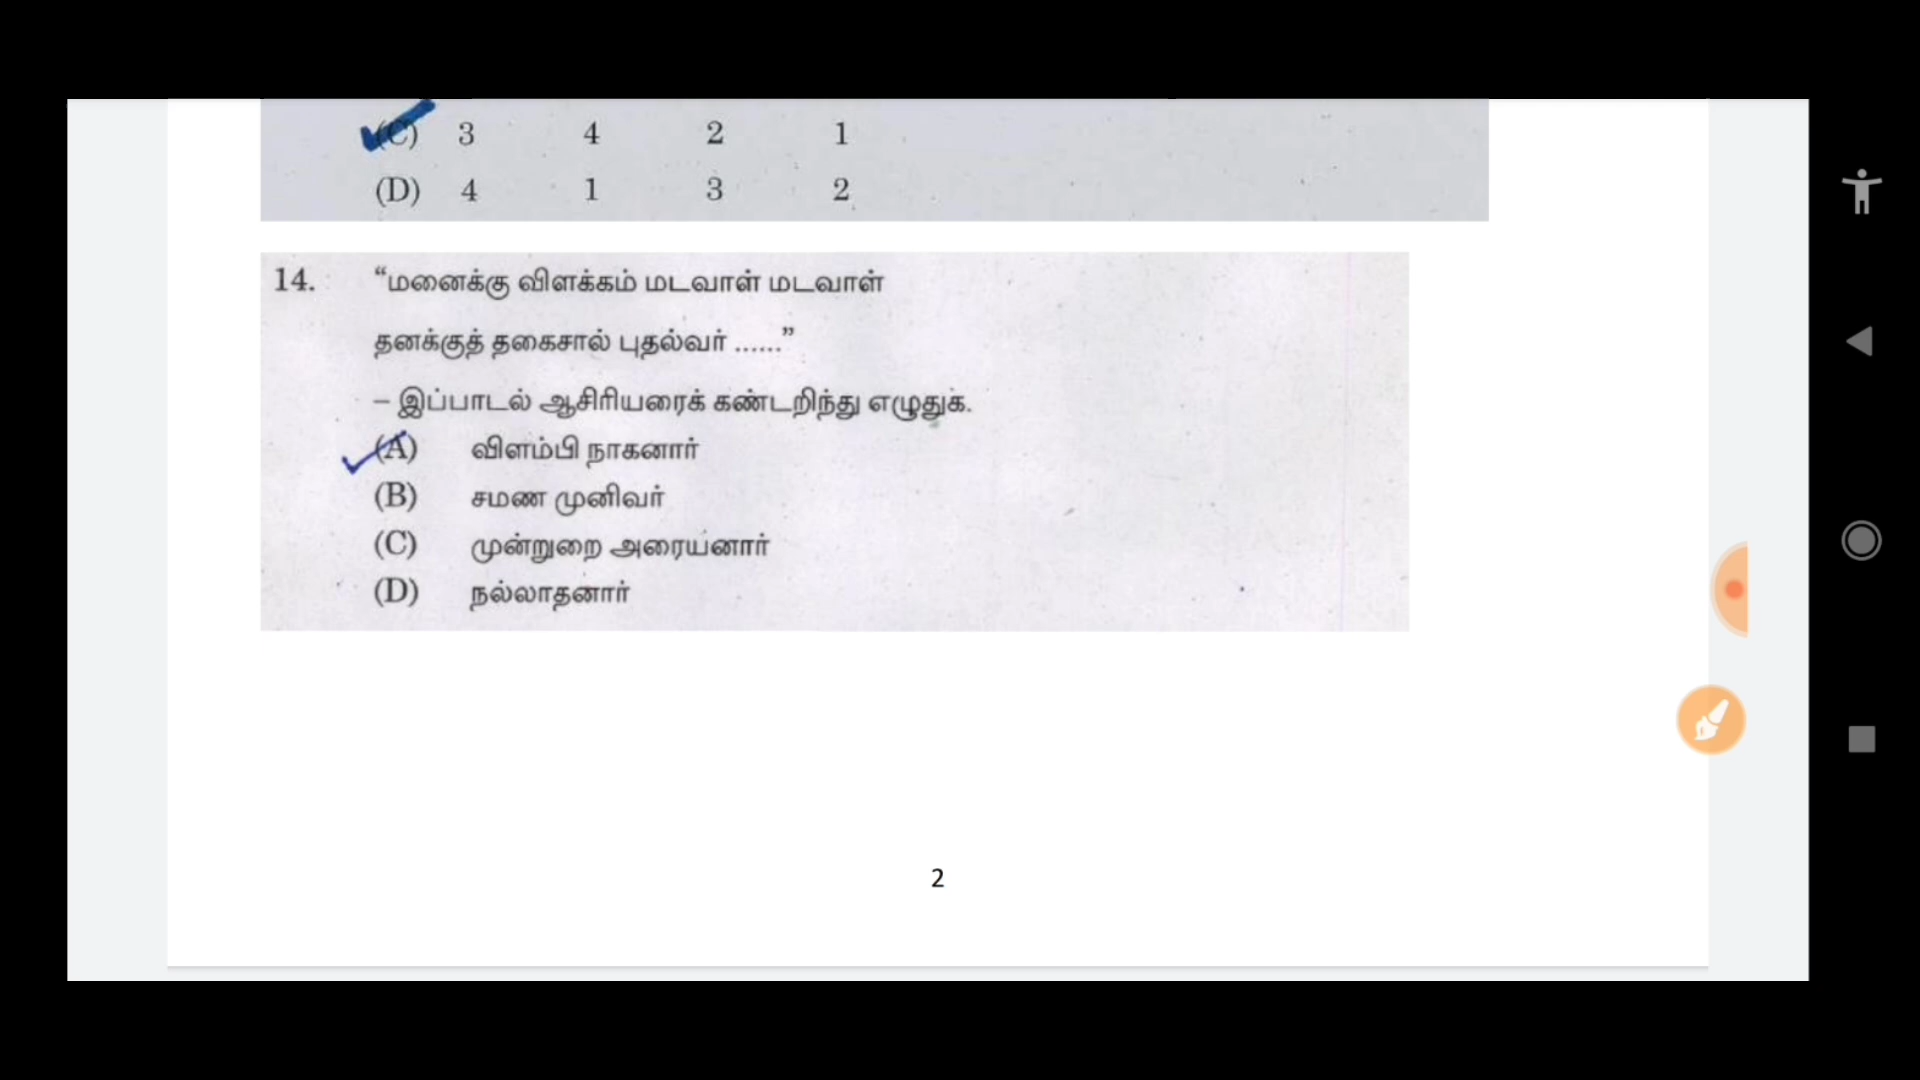 (C) 3 4 2 1
(D) 4 1 3 2
14. “மனைக்கு விளக்கம் மடவாள் மடவாள்
தனக்குத் தகைசால் புதல்வர் ......”
– இப்பாடல் ஆசிரியரைக் கண்டறிந்து எழுதுக.
(A) விளம்பி நாகனார்
(B) சமண முனிவர்
(C) முன்றுறை அரையனார்
(D) நல்லாதனார்
2